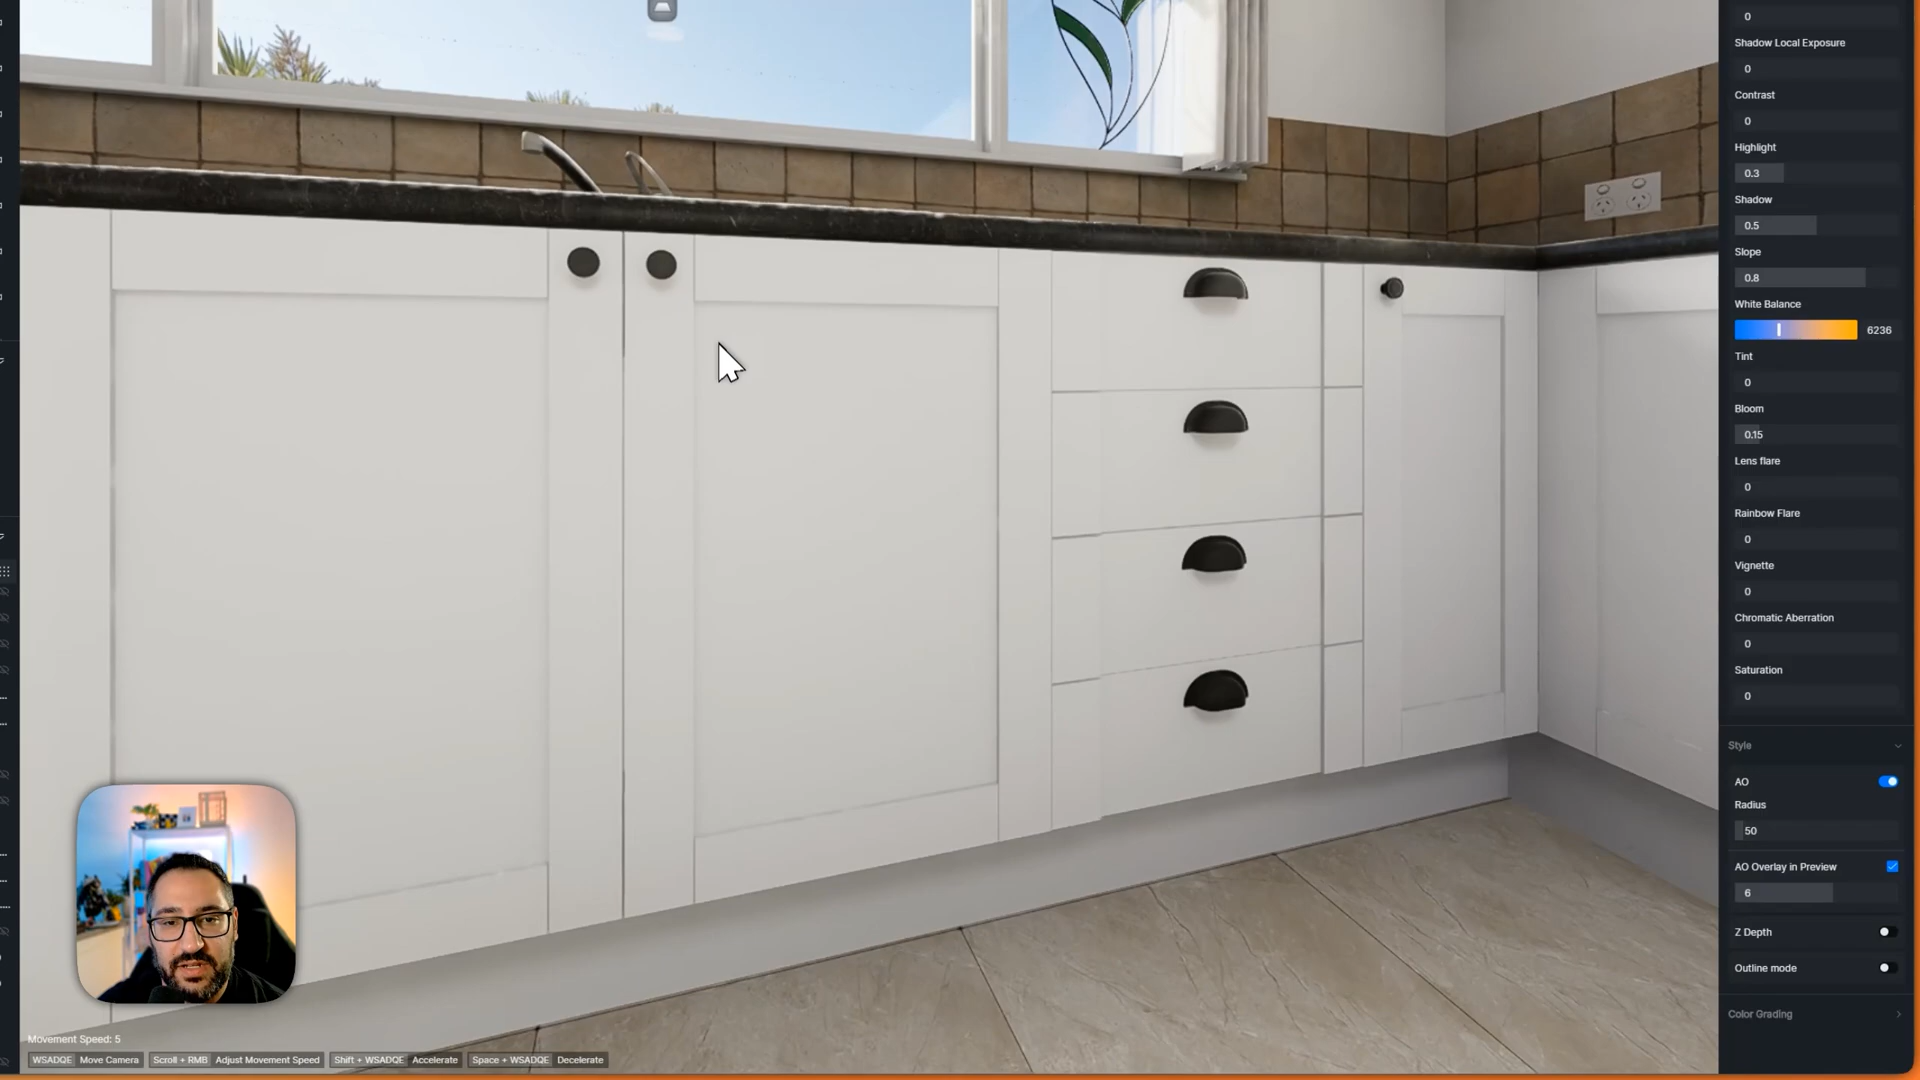 0
Shadow Local Exposure
0
Contrast
0
Highlight
0.3
Shadow
0.5
Slope
0.8
White Balance
6236
Tint
0
Bloom
0.15
Lens flare
0
Rainbow Flare
0
Vignette
0
Chromatic Aberration
0
Saturation
0
Style
AO
Radius
50
AO Overlay in Preview
6
Z Depth
Outline mode
Color Grading
Movement Speed: 5
WSADQE Move Camera Scroll + RMB Adjust Movement Speed Shift + WSADQE Accelerate Space + WSADQE Decelerate